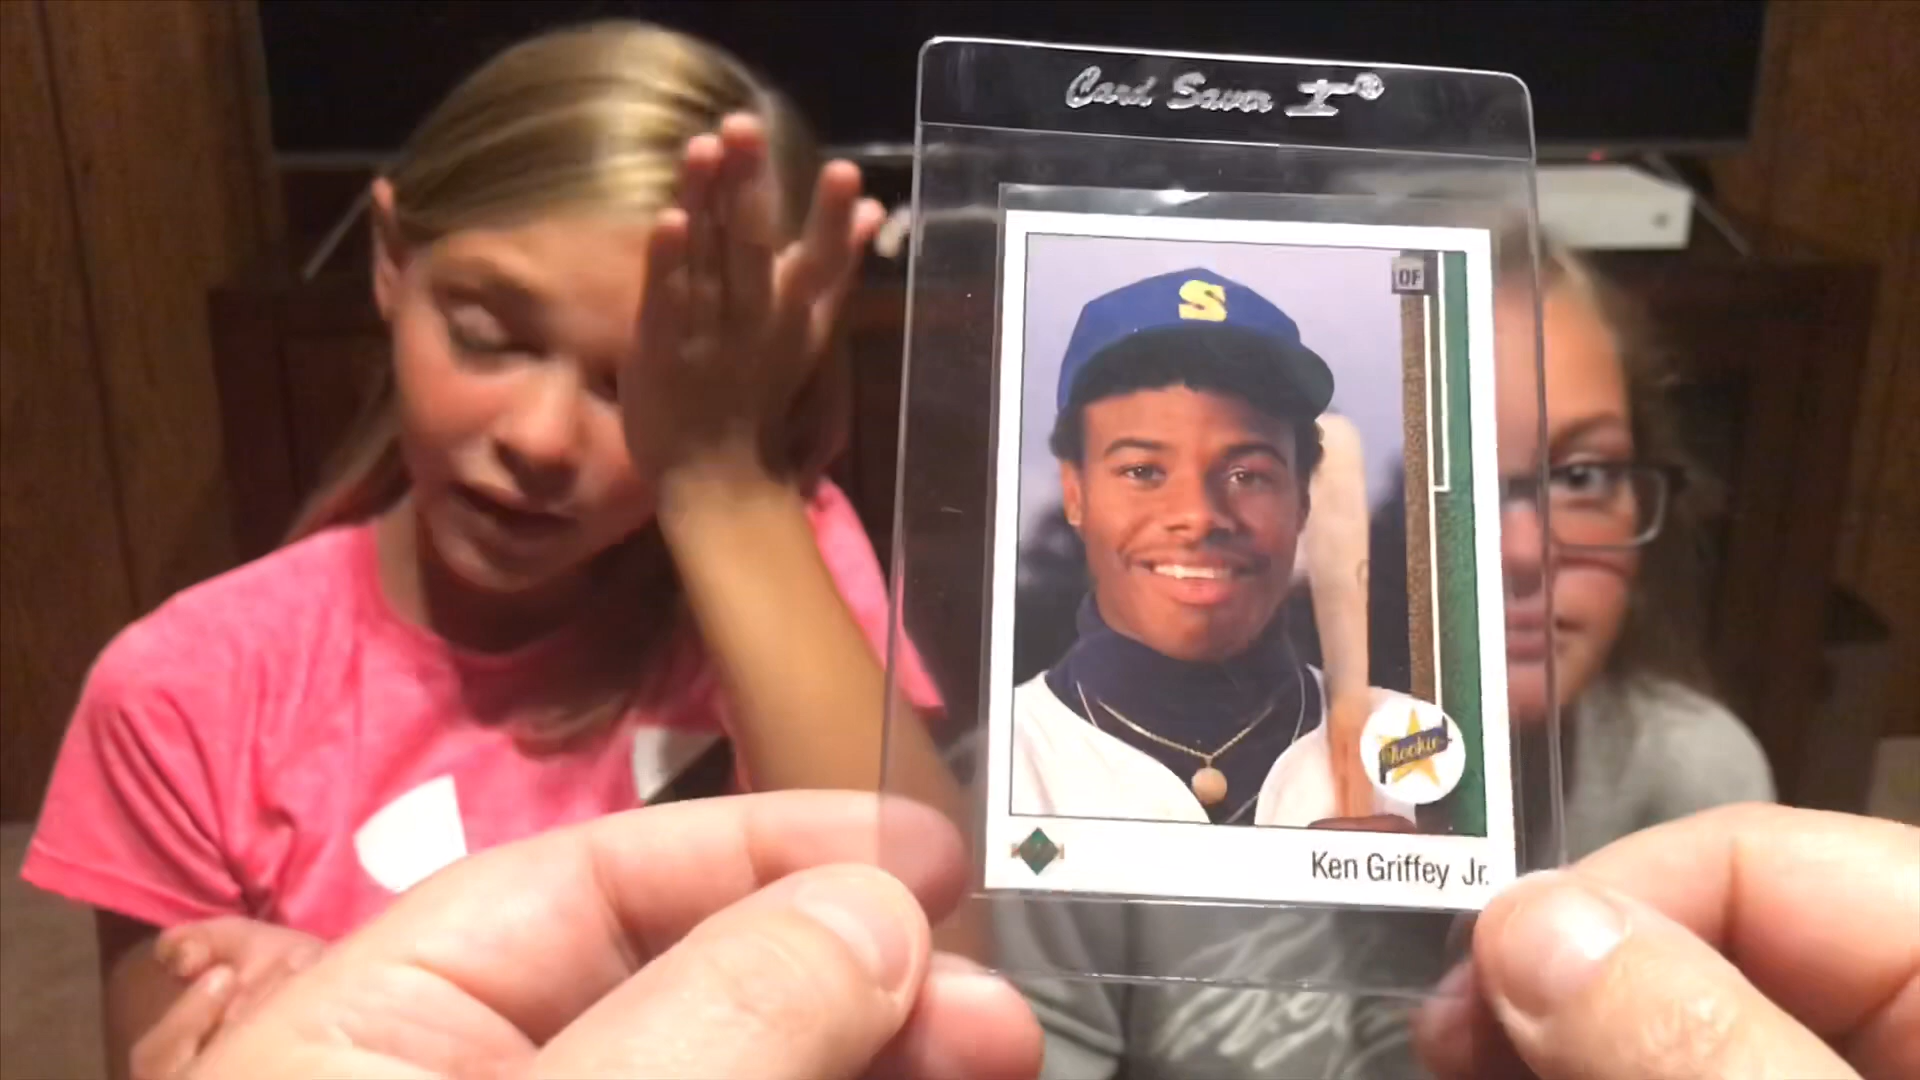 Card Saver I®
S
OF
Rookie
Ken Griffey Jr.